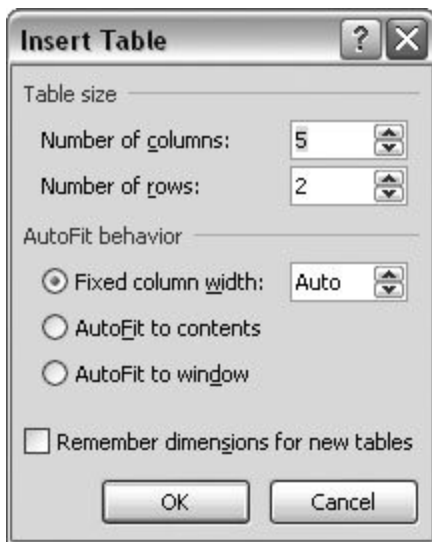 Insert Table ?
Table size
Number of columns: 5
Number of rows: 2
AutoFit behavior
Fixed column width: Auto
AutoFit to contents
AutoFit to window
Remember dimensions for new tables
OK Cancel